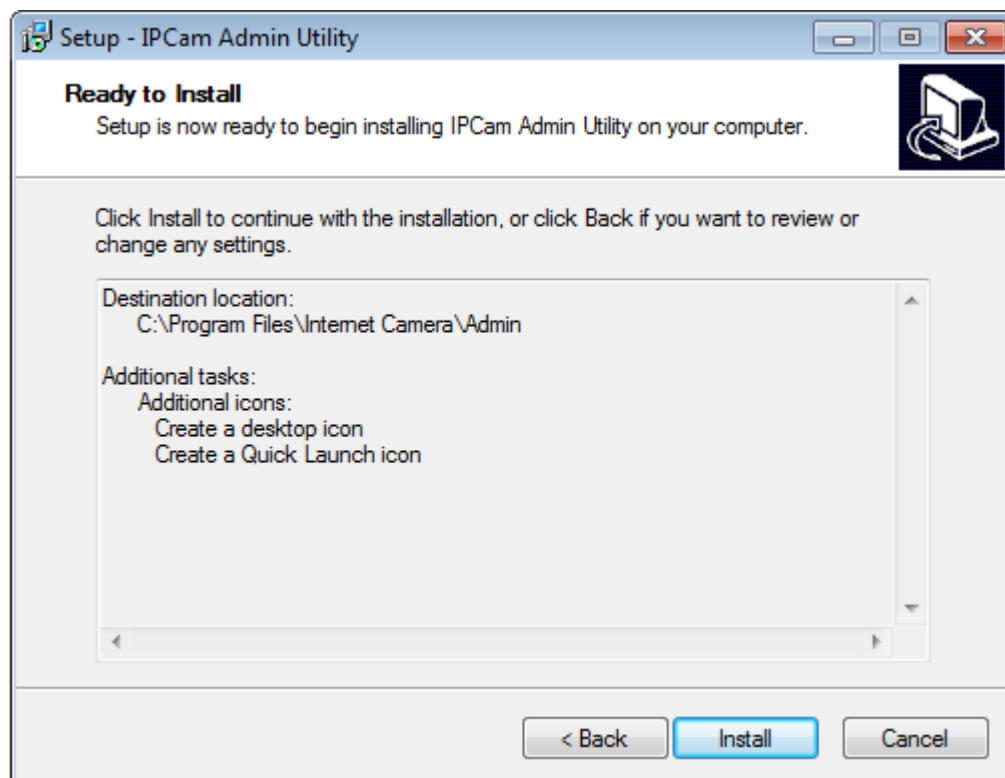 Setup - IPCam Admin Utility
Ready to Install
Setup is now ready to begin installing IPCam Admin Utility on your computer.
Click Install to continue with the installation, or click Back if you want to review or
change any settings.
Destination location:
C:\Program Files\Internet Camera\Admin
Additional tasks:
Additional icons:
Create a desktop icon
Create a Quick Launch icon
< Back
Install
Cancel